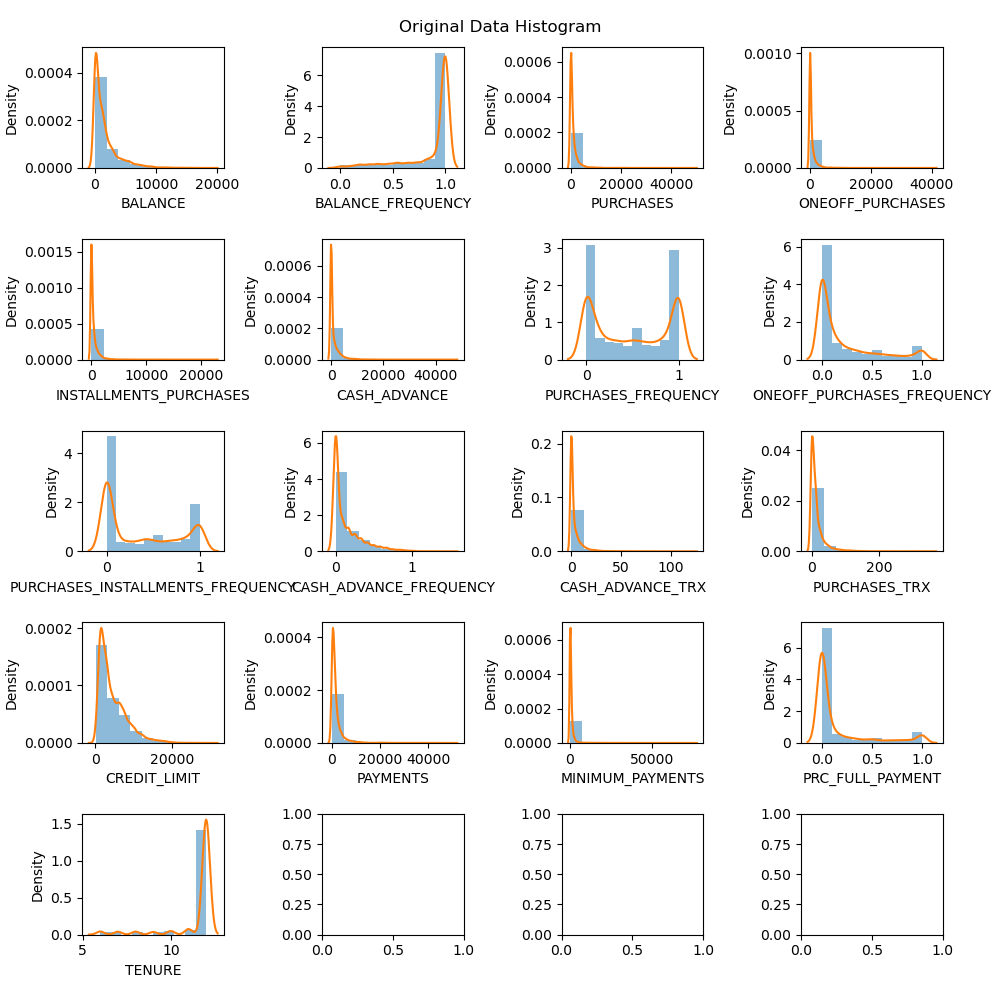 Original Data Histogram
Density
0.0004
0.0002
0.0000
0 10000 20000
BALANCE
Density
6
4
2
0
0.0 0.5 1.0
BALANCE_FREQUENCY
Density
0.0006
0.0004
0.0002
0.0000
0 20000 40000
PURCHASES
Density
0.0010
0.0005
0.0000
0 20000 40000
ONEOFF_PURCHASES
Density
0.0015
0.0010
0.0005
0.0000
0 10000 20000
INSTALLMENTS_PURCHASES
Density
0.0006
0.0004
0.0002
0.0000
0 20000 40000
CASH_ADVANCE
Density
3
2
1
0
0 1
PURCHASES_FREQUENCY
Density
6
4
2
0
0.0 0.5 1.0
ONEOFF_PURCHASES_FREQUENCY
Density
4
2
0
0 1
PURCHASES_INSTALLMENTS_FREQUENCY
Density
6
4
2
0
0 1
CASH_ADVANCE_FREQUENCY
Density
0.2
0.1
0.0
0 50 100
CASH_ADVANCE_TRX
Density
0.04
0.02
0.00
0 200
PURCHASES_TRX
Density
0.0002
0.0001
0.0000
0 20000
CREDIT_LIMIT
Density
0.0004
0.0002
0.0000
0 20000 40000
PAYMENTS
Density
0.0006
0.0004
0.0002
0.0000
0 50000
MINIMUM_PAYMENTS
Density
6
4
2
0
0.0 0.5 1.0
PRC_FULL_PAYMENT
Density
1.5
1.0
0.5
0.0
5 10
TENURE
1.00
0.75
0.50
0.25
0.00
0.0 0.5 1.0
1.00
0.75
0.50
0.25
0.00
0.0 0.5 1.0
1.00
0.75
0.50
0.25
0.00
0.0 0.5 1.0